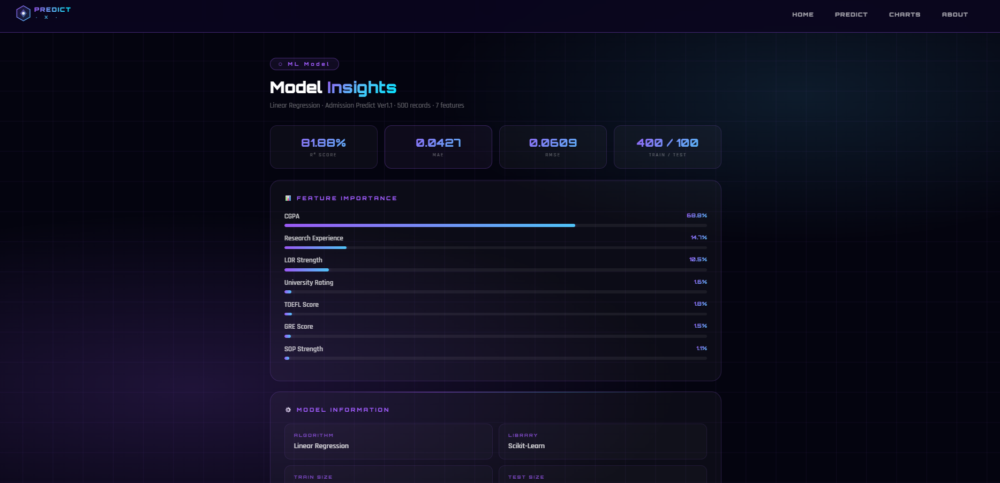 PREDICT
· X ·
HOME PREDICT CHARTS ABOUT
ML Model
Model Insights
Linear Regression · Admission Predict Ver1.1 · 500 records · 7 features
81.88% 0.0427 0.0609 400 / 100
R² SCORE MAE RMSE TRAIN / TEST
FEATURE IMPORTANCE
CGPA 68.8%
Research Experience 14.7%
LOR Strength 10.5%
University Rating 1.6%
TOEFL Score 1.8%
GRE Score 1.5%
SOP Strength 1.1%
MODEL INFORMATION
ALGORITHM LIBRARY
Linear Regression Scikit-Learn
TRAIN SIZE TEST SIZE